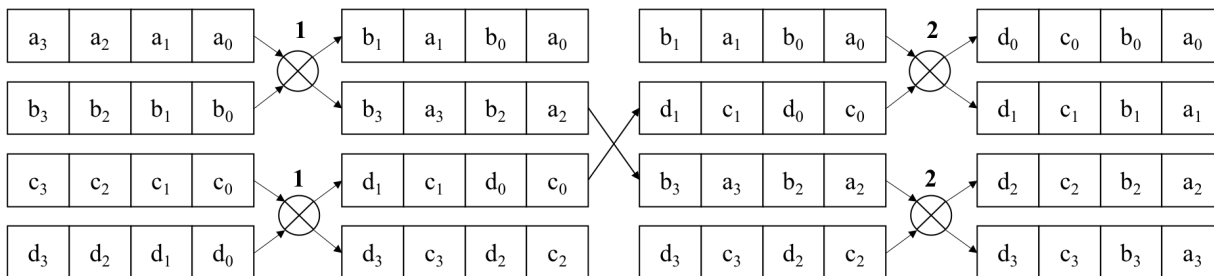 1 2
a₃ a₂ a₁ a₀ b₁ a₁ b₀ a₀ b₁ a₁ b₀ a₀ d₀ c₀ b₀ a₀
b₃ b₂ b₁ b₀ b₃ a₃ b₂ a₂ d₁ c₁ d₀ c₀ d₁ c₁ b₁ a₁
1 2
c₃ c₂ c₁ c₀ d₁ c₁ d₀ c₀ b₃ a₃ b₂ a₂ d₂ c₂ b₂ a₂
d₃ d₂ d₁ d₀ d₃ c₃ d₂ c₂ d₃ c₃ d₂ c₂ d₃ c₃ b₃ a₃